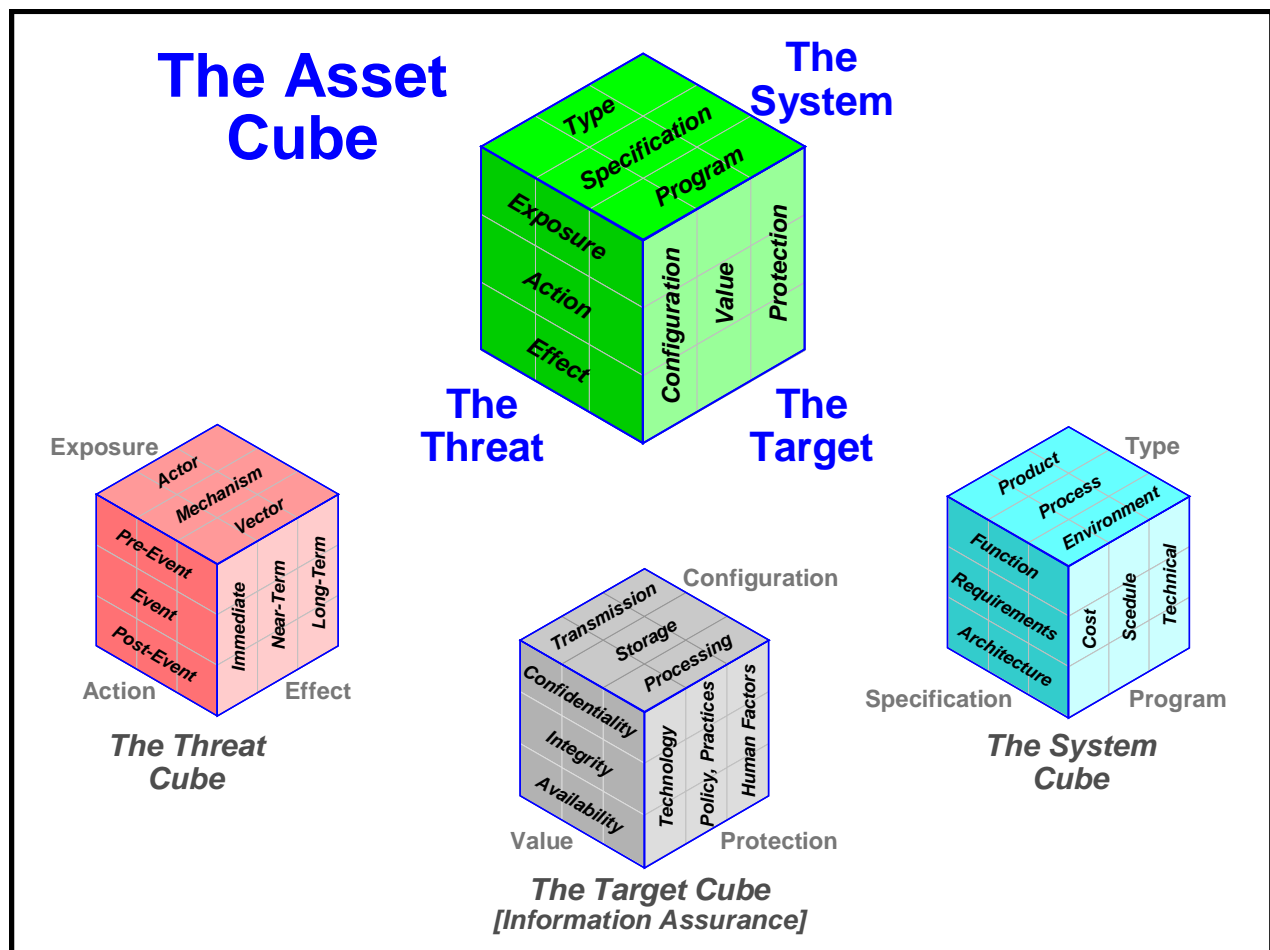 The Asset
Cube
The
System
Type
Specification
Program
Exposure
Action
Effect
Configuration
Value
Protection
The
Threat
The
Target
Exposure
Actor
Mechanism
Vector
Pre-Event
Event
Post-Event
Immediate
Near-Term
Long-Term
Action
Effect
The Threat
Cube
Configuration
Transmission
Storage
Processing
Confidentiality
Integrity
Availability
Technology
Policy, Practices
Human Factors
Value
Protection
The Target Cube
[Information Assurance]
Type
Product
Process
Environment
Function
Requirements
Architecture
Cost
Scedule
Technical
Specification
Program
The System
Cube